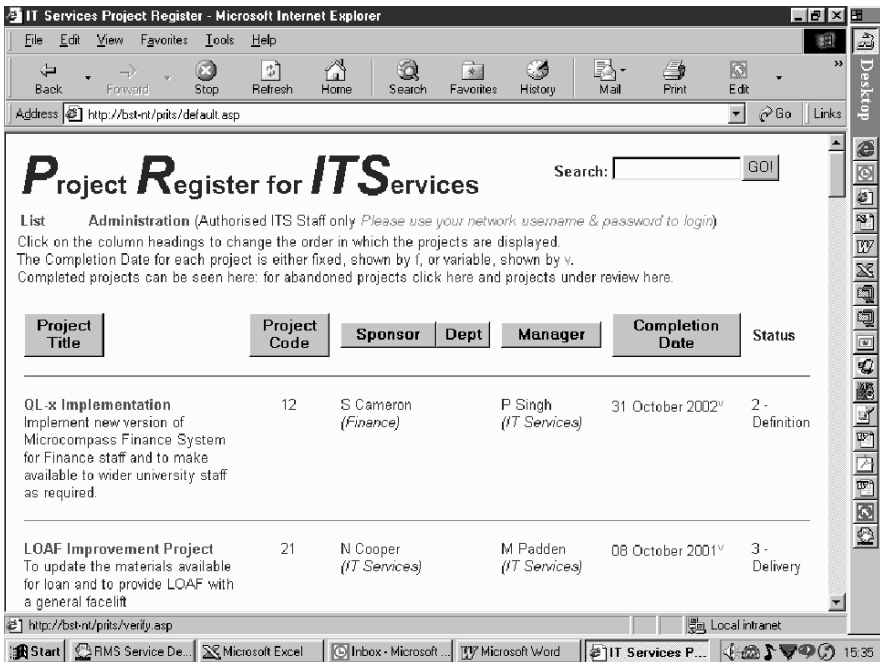 IT Services Project Register - Microsoft Internet Explorer
File Edit View Favorites Tools Help
Back Forward Stop Refresh Home Search Favorites History Mail Print Edit »
Address http://bst-nt/prits/default.asp Go Links
Desktop
Project Register for ITServices Search: GO!
List Administration (Authorised ITS Staff only Please use your network username & password to login)
Click on the column headings to change the order in which the projects are displayed.
The Completion Date for each project is either fixed, shown by f, or variable, shown by v.
Completed projects can be seen here: for abandoned projects click here and projects under review here.
Project Title Project Code Sponsor Dept Manager Completion Date Status
QL-x Implementation 12 S Cameron P Singh 31 October 2002v 2 -
Implement new version of (Finance) (IT Services) Definition
Microcompass Finance System
for Finance staff and to make
available to wider university staff
as required.
LOAF Improvement Project 21 N Cooper M Padden 08 October 2001v 3 -
To update the materials available (IT Services) (IT Services) Delivery
for loan and to provide LOAF with
a general facelift
http://bst-nt/prits/verify.asp Local intranet
Start RMS Service De... Microsoft Excel Inbox - Microsoft ... Microsoft Word IT Services P... 15:35